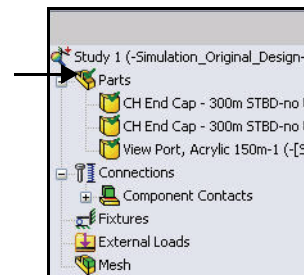 Study 1 (-Simulation_Original_Design-
Parts
CH End Cap - 300m STBD-no
CH End Cap - 300m STBD-no
View Port, Acrylic 150m-1 (-[S
Connections
Component Contacts
Fixtures
External Loads
Mesh